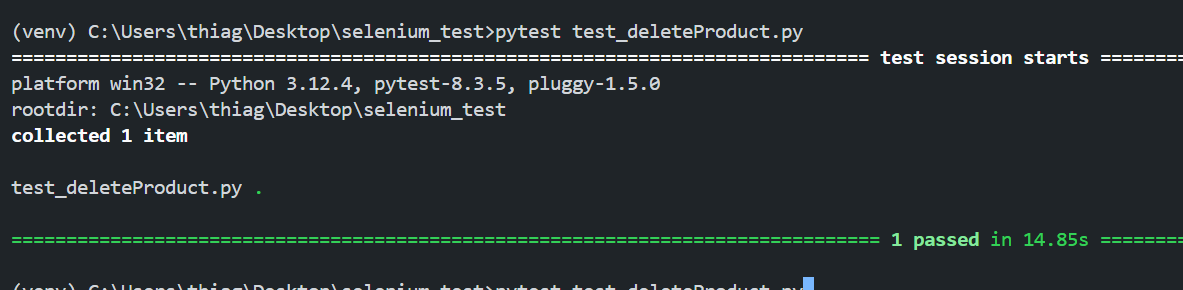 (venv) C:\Users\thiag\Desktop\selenium_test>pytest test_deleteProduct.py
============================================================================== test session starts ========
platform win32 -- Python 3.12.4, pytest-8.3.5, pluggy-1.5.0
rootdir: C:\Users\thiag\Desktop\selenium_test
collected 1 item
test_deleteProduct.py .
=============================================================================== 1 passed in 14.85s ========
(venv) C:\Users\thiag\Desktop\selenium_test>pytest test_deleteProduct.py